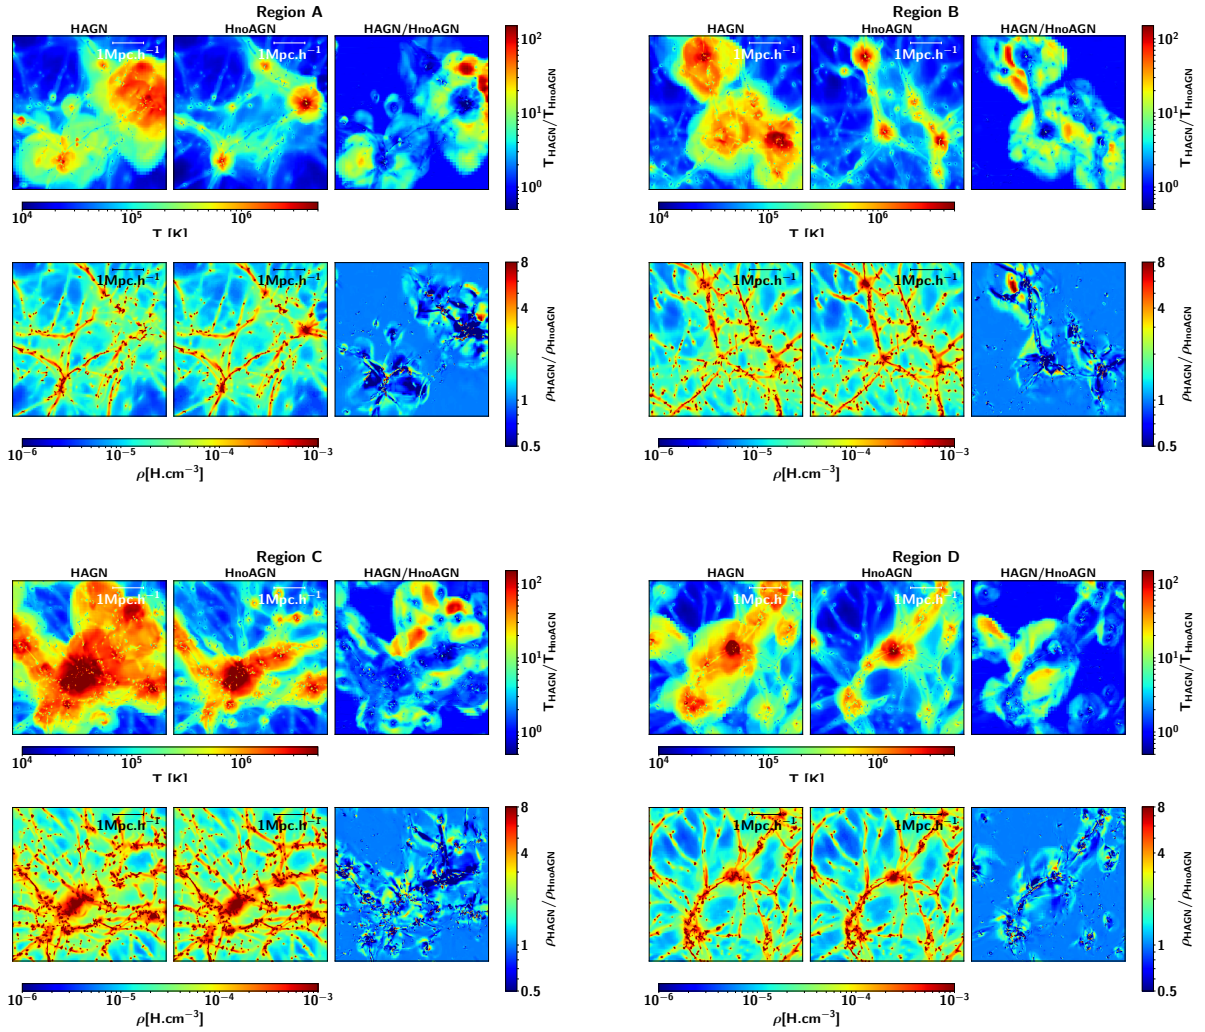 Region A
HAGN HnoAGN HAGN/HnoAGN
1Mpc.h⁻¹ 1Mpc.h⁻¹
10² 10¹ 10⁰
T_HAGN/T_HnoAGN
10⁴ 10⁵ 10⁶
T [K]
1Mpc.h⁻¹ 1Mpc.h⁻¹
8 4 1 0.5
ρ_HAGN/ρ_HnoAGN
10⁻⁶ 10⁻⁵ 10⁻⁴ 10⁻³
ρ[H.cm⁻³]
Region B
HAGN HnoAGN HAGN/HnoAGN
1Mpc.h⁻¹ 1Mpc.h⁻¹
10² 10¹ 10⁰
T_HAGN/T_HnoAGN
10⁴ 10⁵ 10⁶
T [K]
1Mpc.h⁻¹ 1Mpc.h⁻¹
8 4 1 0.5
ρ_HAGN/ρ_HnoAGN
10⁻⁶ 10⁻⁵ 10⁻⁴ 10⁻³
ρ[H.cm⁻³]
Region C
HAGN HnoAGN HAGN/HnoAGN
1Mpc.h⁻¹ 1Mpc.h⁻¹
10² 10¹ 10⁰
T_HAGN/T_HnoAGN
10⁴ 10⁵ 10⁶
T [K]
1Mpc.h⁻¹ 1Mpc.h⁻¹
8 4 1 0.5
ρ_HAGN/ρ_HnoAGN
10⁻⁶ 10⁻⁵ 10⁻⁴ 10⁻³
ρ[H.cm⁻³]
Region D
HAGN HnoAGN HAGN/HnoAGN
1Mpc.h⁻¹ 1Mpc.h⁻¹
10² 10¹ 10⁰
T_HAGN/T_HnoAGN
10⁴ 10⁵ 10⁶
T [K]
1Mpc.h⁻¹ 1Mpc.h⁻¹
8 4 1 0.5
ρ_HAGN/ρ_HnoAGN
10⁻⁶ 10⁻⁵ 10⁻⁴ 10⁻³
ρ[H.cm⁻³]